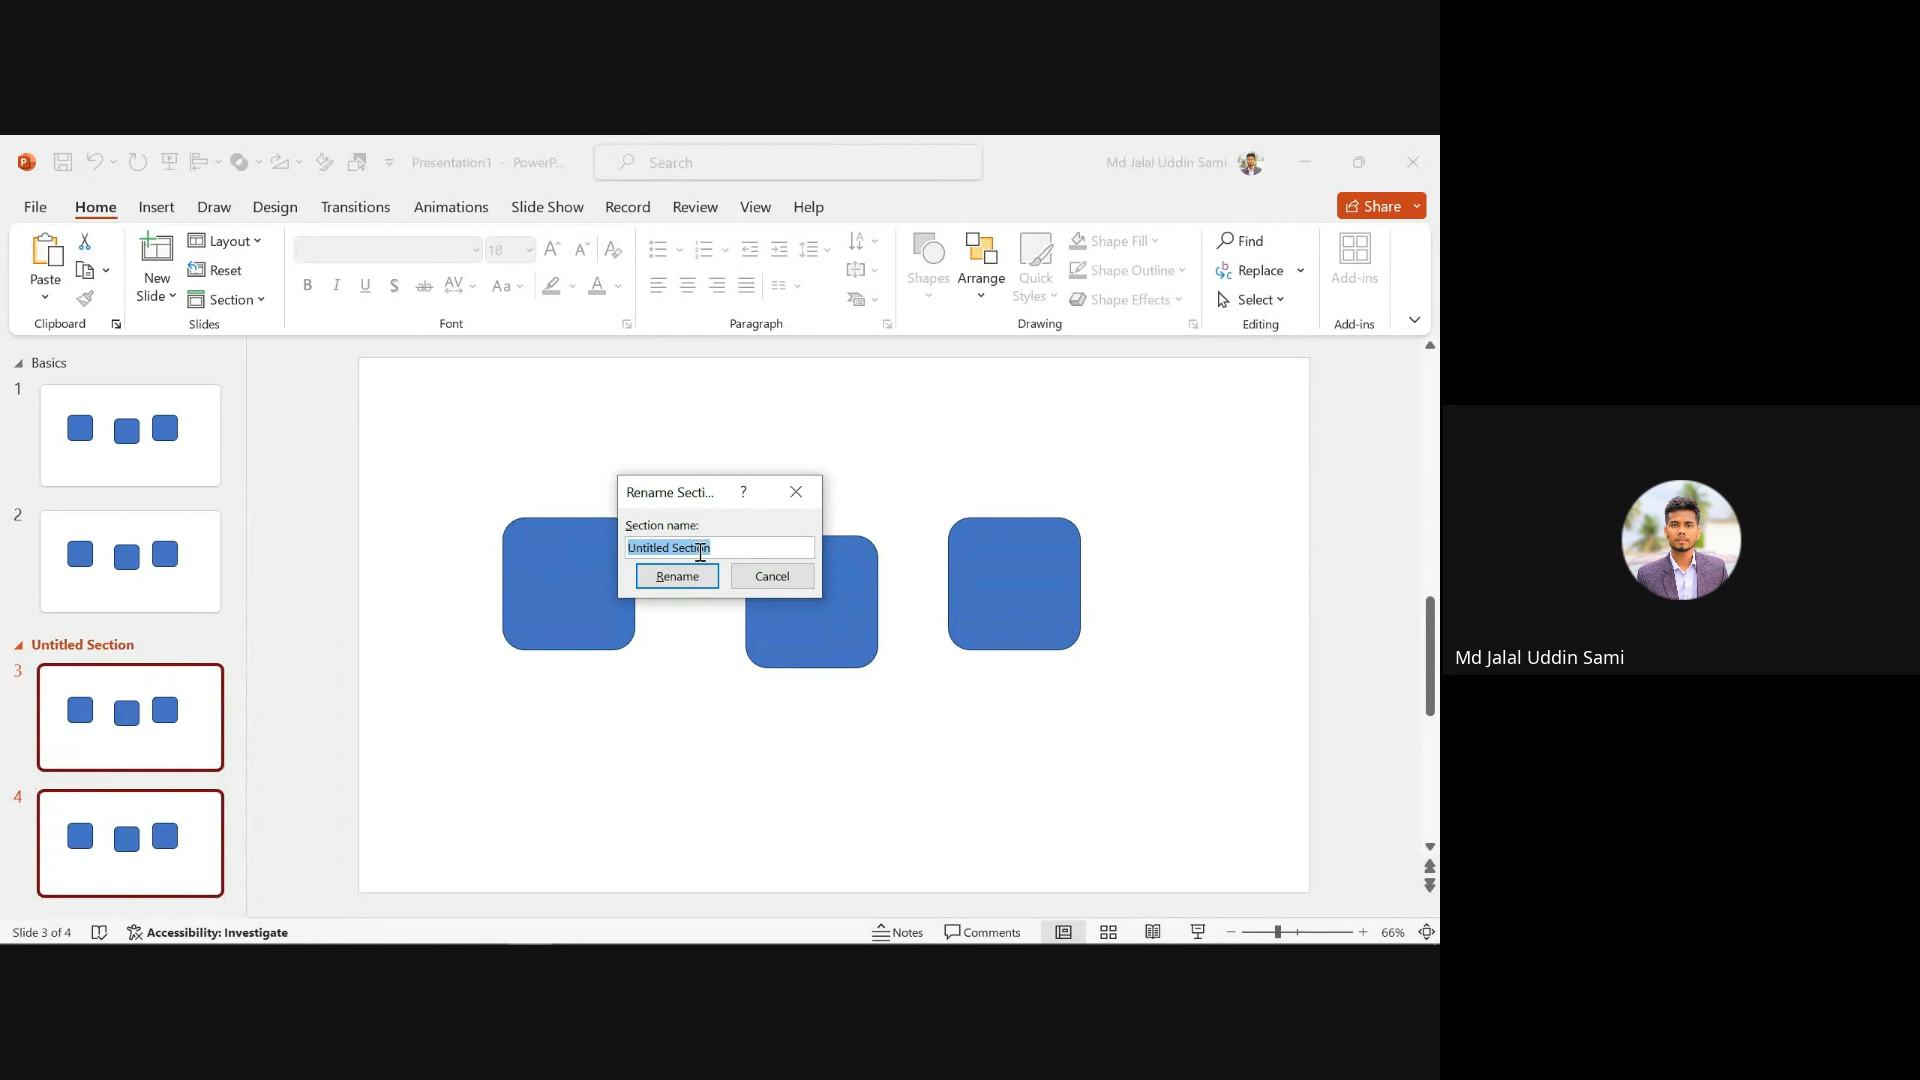 Presentation1 - PowerP...
Search
Md Jalal Uddin Sami
File Home Insert Draw Design Transitions Animations Slide Show Record Review View Help
Share
Paste
New Slide
Layout
Reset
Section
18
B I U S ab AV Aa A
Shapes
Arrange
Quick Styles
Shape Fill
Shape Outline
Shape Effects
Find
Replace
Select
Add-ins
Clipboard Slides Font Paragraph Drawing Editing Add-ins
Basics
1
2
Untitled Section
3
4
Rename Secti... ?
Section name:
Untitled Section
Rename Cancel
Md Jalal Uddin Sami
Slide 3 of 4 Accessibility: Investigate Notes Comments 66%